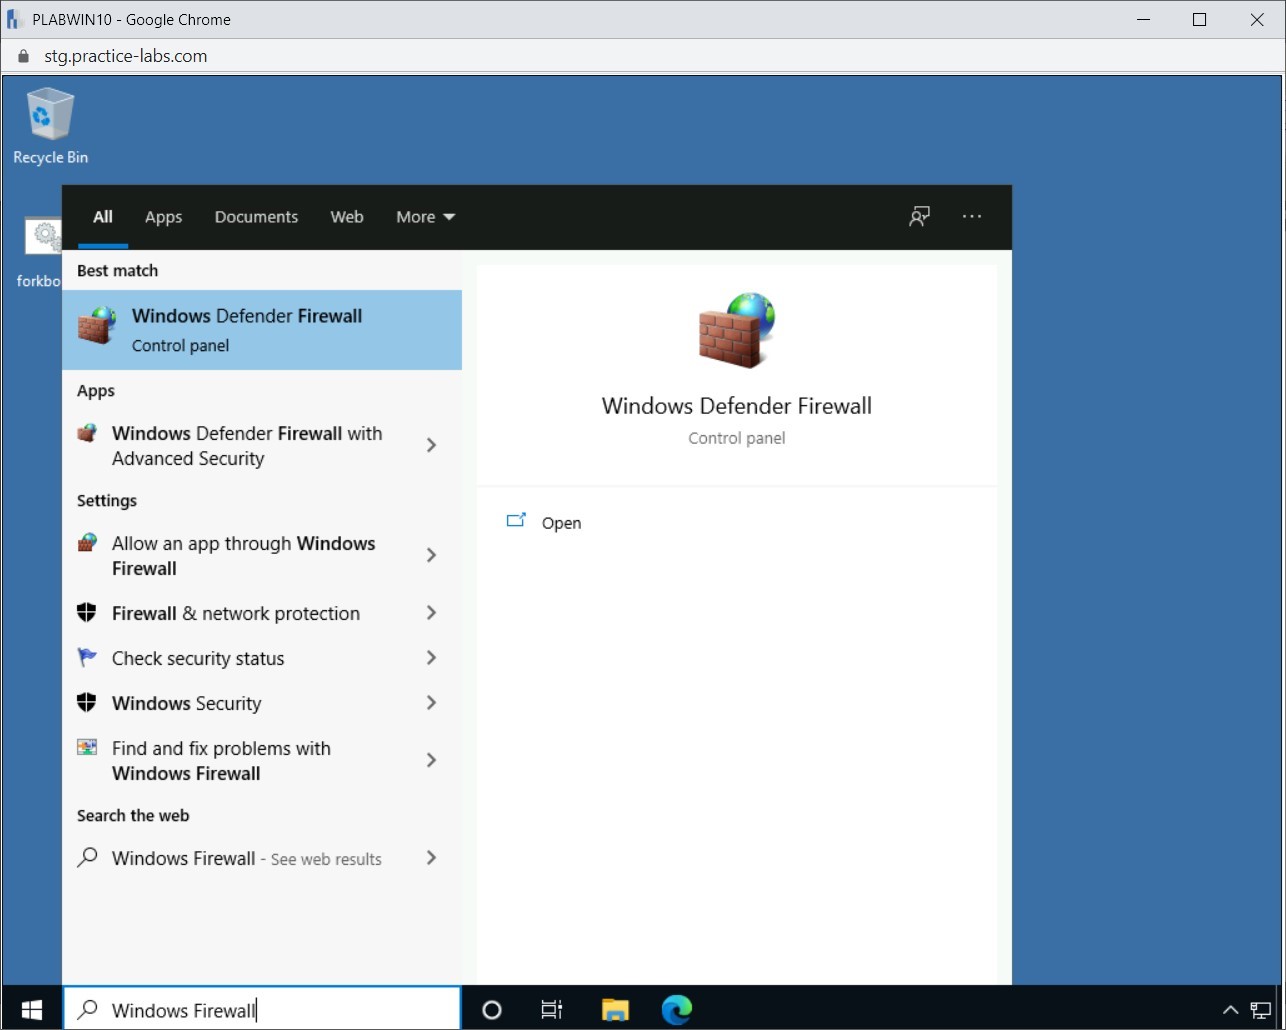 PLABWIN10 - Google Chrome
stg.practice-labs.com
Recycle Bin
forkbo
All Apps Documents Web More
Best match
Windows Defender Firewall
Control panel
Apps
Windows Defender Firewall with
Advanced Security
Settings
Allow an app through Windows
Firewall
Firewall & network protection
Check security status
Windows Security
Find and fix problems with
Windows Firewall
Search the web
Windows Firewall - See web results
Windows Defender Firewall
Control panel
Open
Windows Firewall